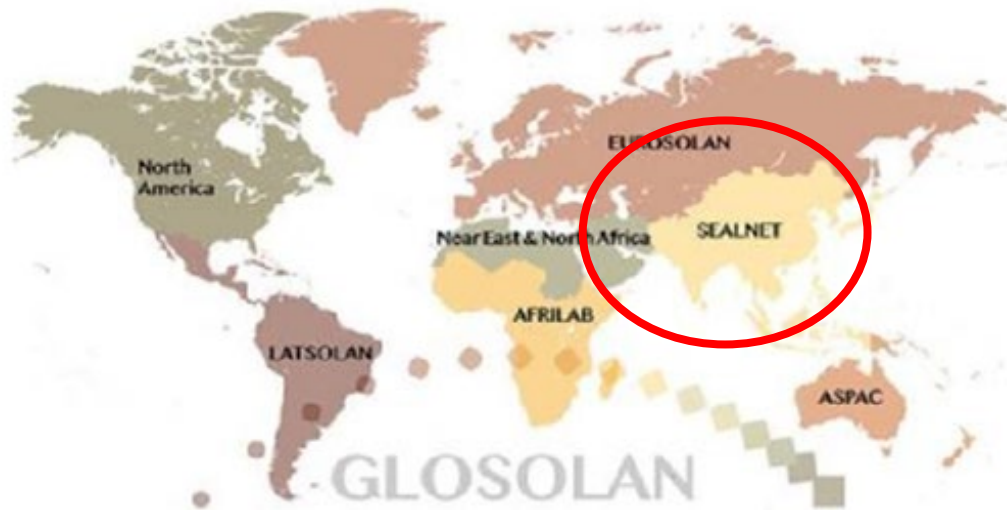 EUROSOLAN
North
America
SEALNET
Near East & North Africa
AFRILAB
LATSOLAN
ASPAC
GLOSOLAN